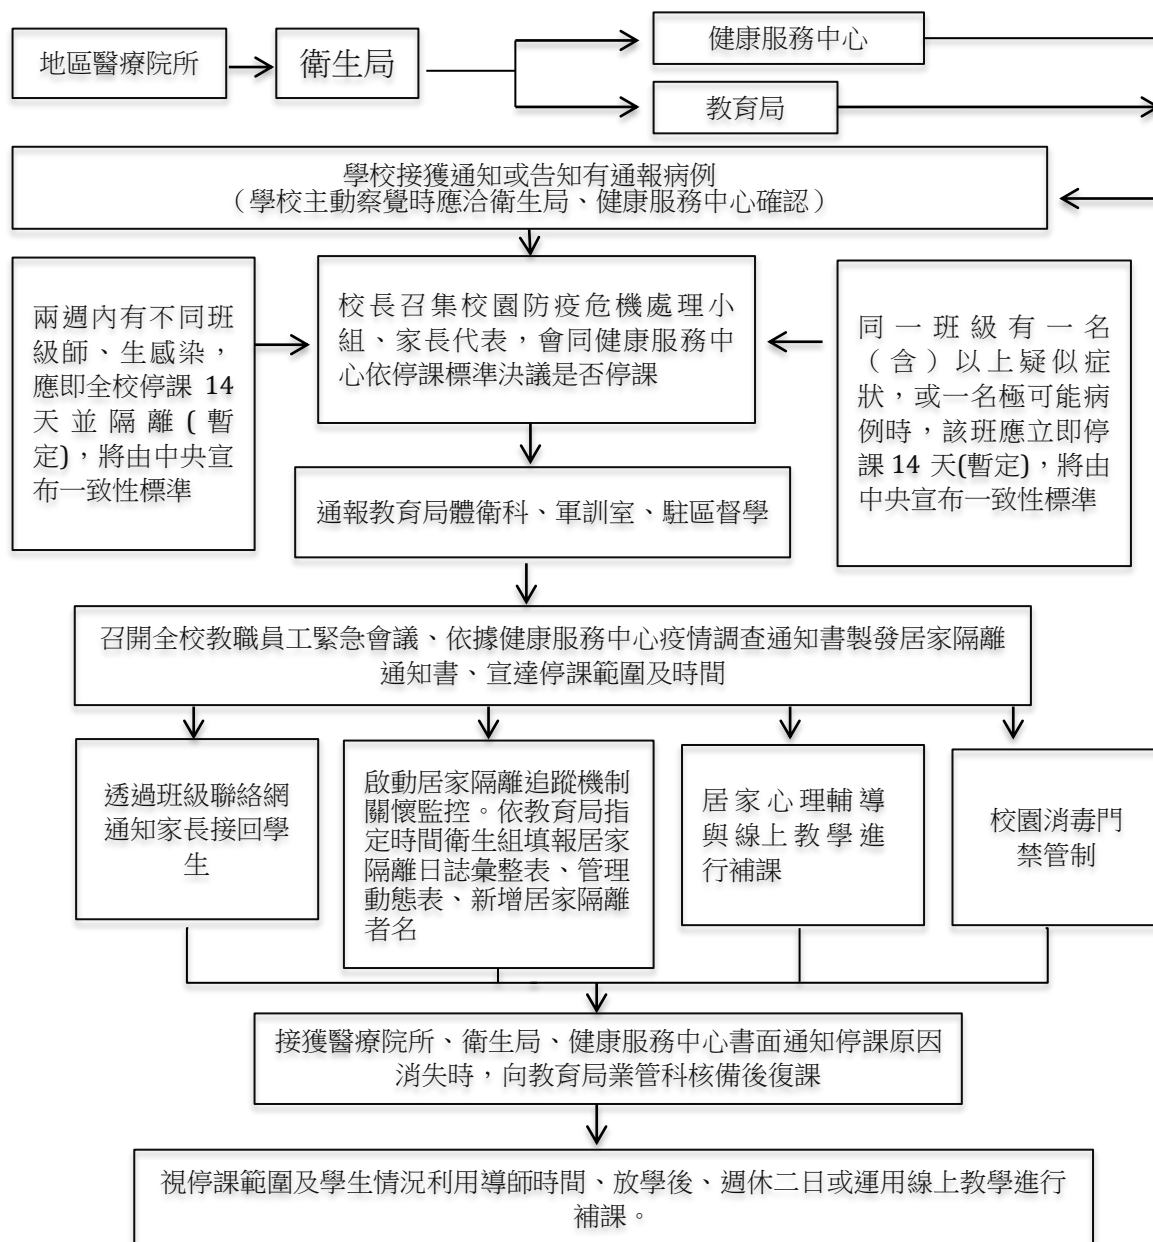 地區醫療院所
衛生局
健康服務中心
教育局
學校接獲通知或告知有通報病例
（學校主動察覺時應洽衛生局、健康服務中心確認）
兩週內有不同班
級師、生感染，
應即全校停課 14
天並隔離(暫
定)，將由中央宣
布一致性標準
校長召集校園防疫危機處理小
組、家長代表，會同健康服務中
心依停課標準決議是否停課
同一班級有一名
（含）以上疑似症
狀，或一名極可能病
例時，該班應立即停
課 14 天(暫定)，將由
中央宣布一致性標準
通報教育局體衛科、軍訓室、駐區督學
召開全校教職員工緊急會議、依據健康服務中心疫情調查通知書製發居家隔離
通知書、宣達停課範圍及時間
透過班級聯絡網
通知家長接回學
生
啟動居家隔離追蹤機制
關懷監控。依教育局指
定時間衛生組填報居家
隔離日誌彙整表、管理
動態表、新增居家隔離
者名
居家心理輔導
與線上教學進
行補課
校園消毒門
禁管制
接獲醫療院所、衛生局、健康服務中心書面通知停課原因
消失時，向教育局業管科核備後復課
視停課範圍及學生情況利用導師時間、放學後、週休二日或運用線上教學進行
補課。